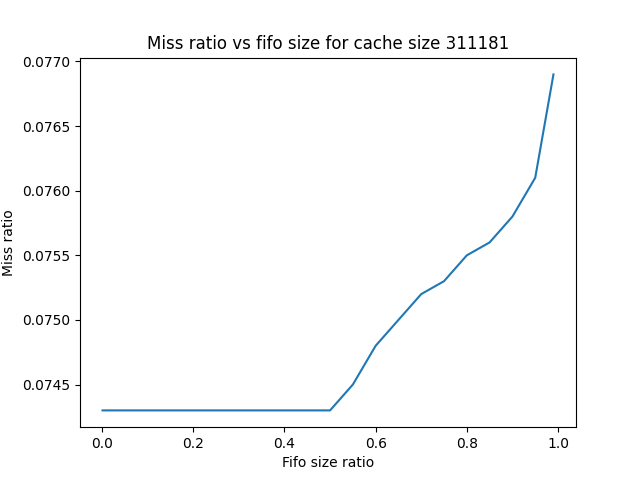 Miss ratio vs fifo size for cache size 311181
0.0770
0.0765
0.0760
0.0755
0.0750
0.0745
Miss ratio
0.0 0.2 0.4 0.6 0.8 1.0
Fifo size ratio